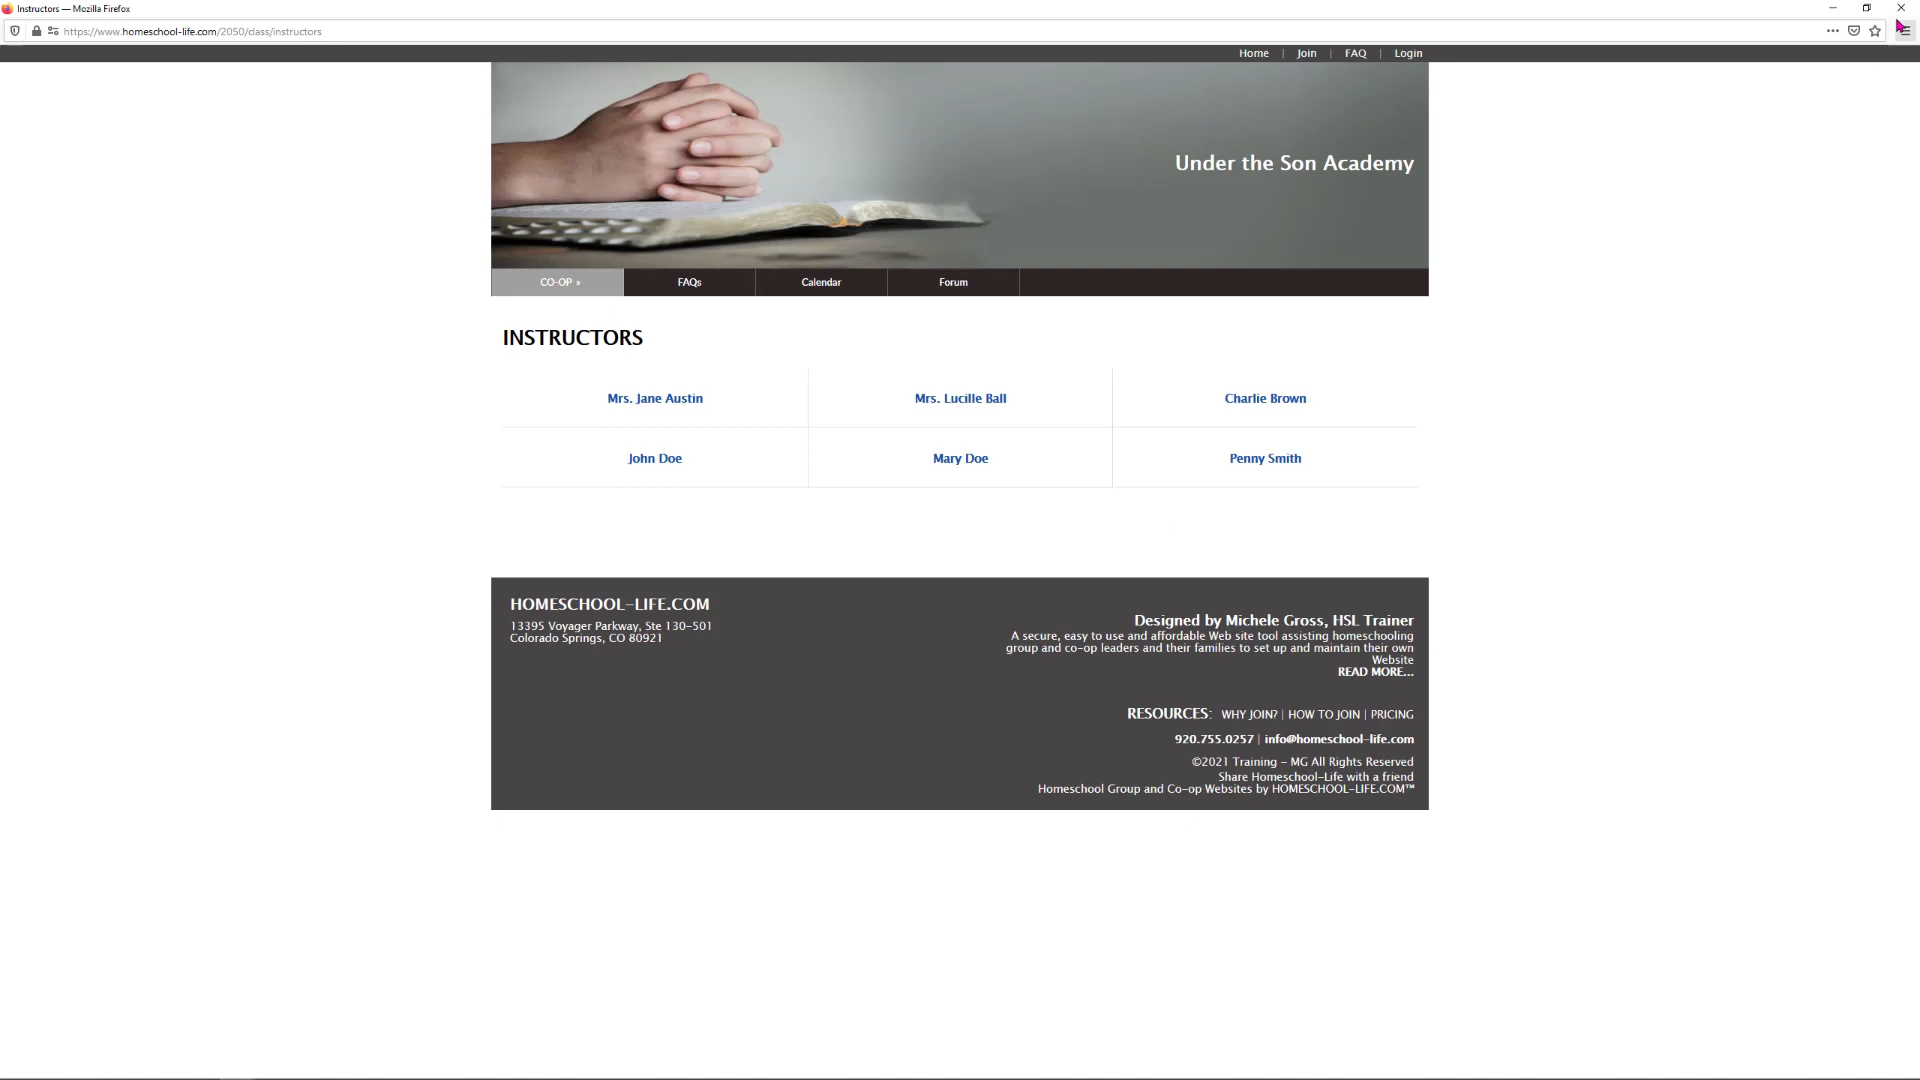 Instructors — Mozilla Firefox
https://www.homeschool-life.com/2050/class/instructors
Home | Join | FAQ | Login
Under the Son Academy
CO-OP » FAQs Calendar Forum
INSTRUCTORS
Mrs. Jane Austin Mrs. Lucille Ball Charlie Brown
John Doe Mary Doe Penny Smith
HOMESCHOOL-LIFE.COM
13395 Voyager Parkway, Ste 130-501
Colorado Springs, CO 80921
Designed by Michele Gross, HSL Trainer
A secure, easy to use and affordable Web site tool assisting homeschooling
group and co-op leaders and their families to set up and maintain their own
Website
READ MORE...
RESOURCES: WHY JOIN? | HOW TO JOIN | PRICING
920.755.0257 | info@homeschool-life.com
©2021 Training - MG All Rights Reserved
Share Homeschool-Life with a friend
Homeschool Group and Co-op Websites by HOMESCHOOL-LIFE.COM™